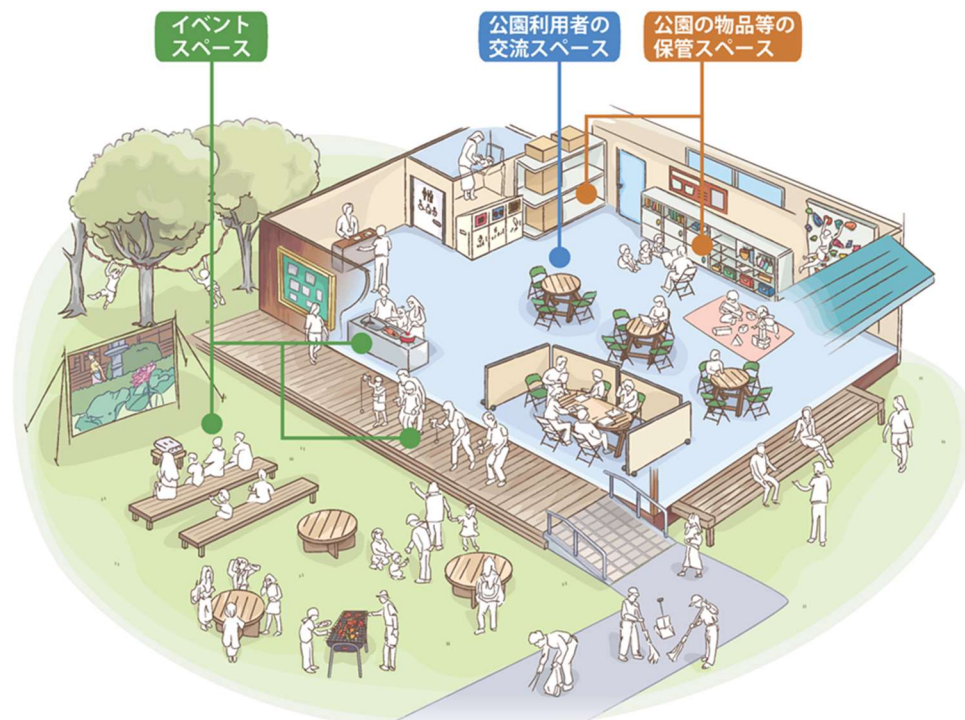 イベント
スペース
公園利用者の
交流スペース
公園の物品等の
保管スペース